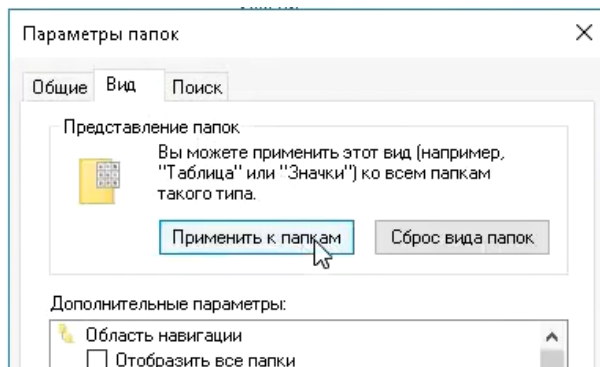 Параметры папок
Общие Вид Поиск
Представление папок
Вы можете применить этот вид (например,
"Таблица" или "Значки") ко всем папкам
такого типа.
Применить к папкам Сброс вида папок
Дополнительные параметры:
Область навигации
Отобразить все папки